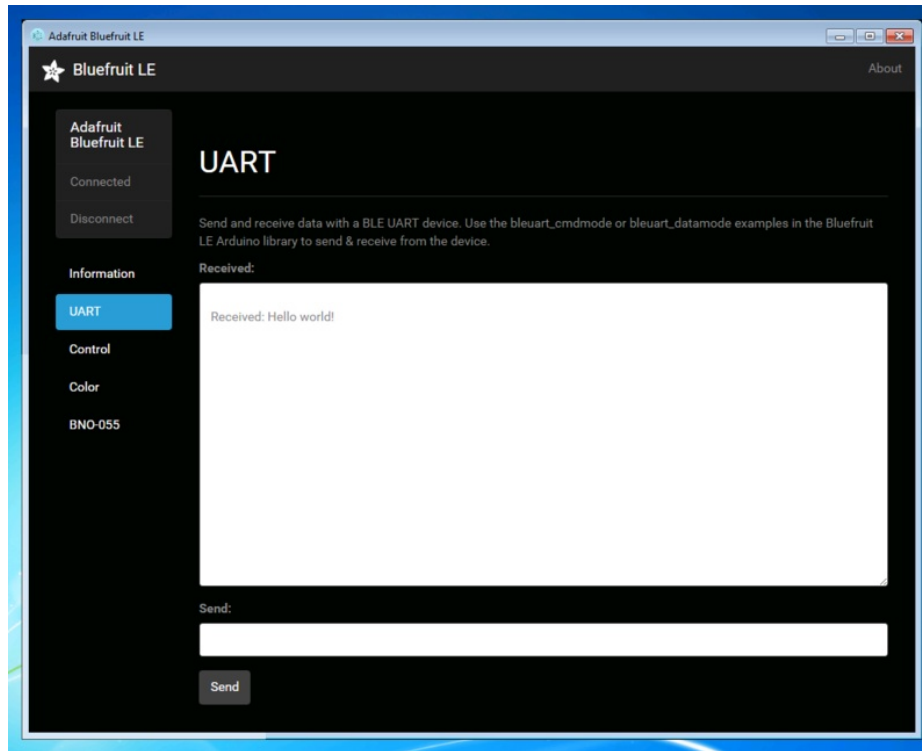 Adafruit Bluefruit LE
Bluefruit LE
About
Adafruit
Bluefruit LE
Connected
Disconnect
Information
UART
Control
Color
BNO-055
UART
Send and receive data with a BLE UART device. Use the bleuart_cmdmode or bleuart_datamode examples in the Bluefruit
LE Arduino library to send & receive from the device.
Received:
Received: Hello world!
Send:
Send